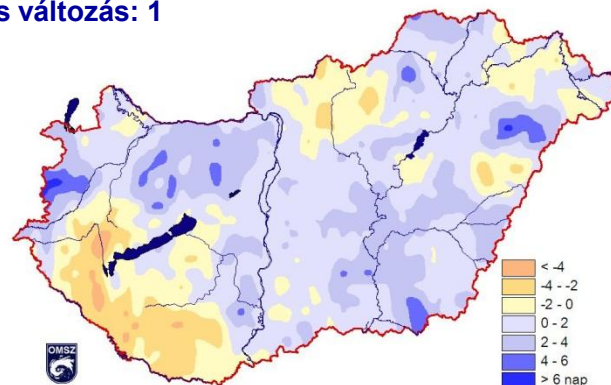 s változás: 1
< -4
-4 - -2
-2 - 0
0 - 2
2 - 4
4 - 6
> 6 nap
OMSZ